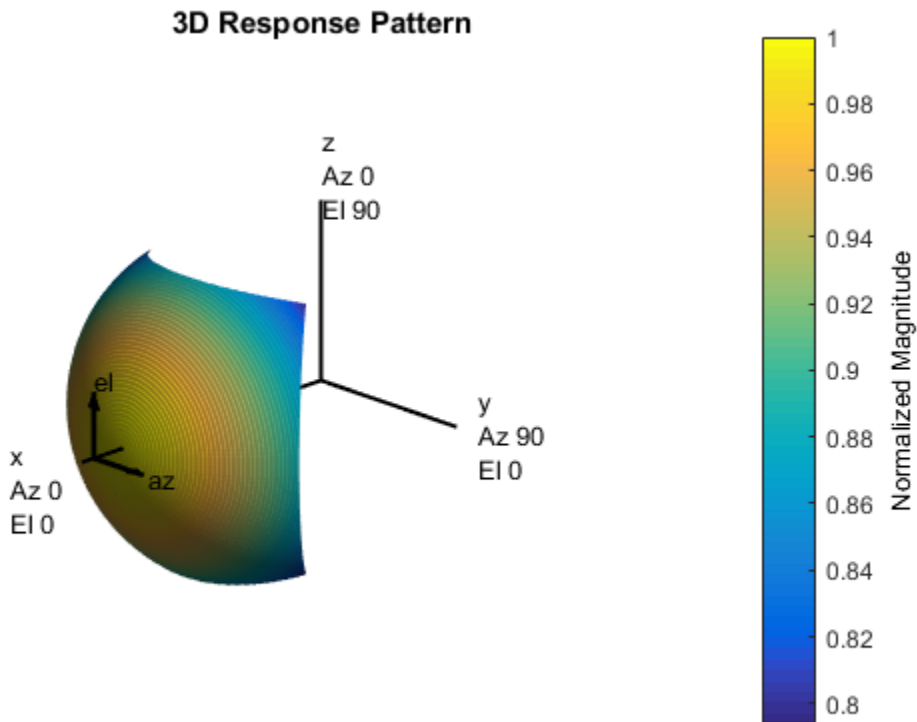 3D Response Pattern
z
Az 0
El 90
el
az
x
Az 0
El 0
y
Az 90
El 0
1
0.98
0.96
0.94
0.92
0.9
0.88
0.86
0.84
0.82
0.8
Normalized Magnitude